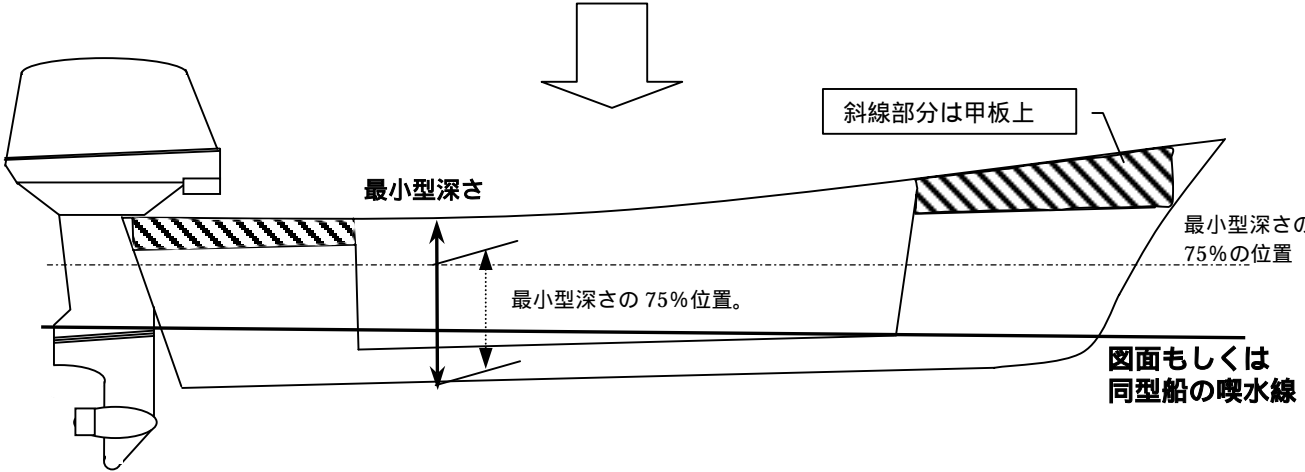 斜線部分は甲板上
最小型深さ
最小型深さの
75%の位置
最小型深さの 75%位置。
図面もしくは
同型船の喫水線